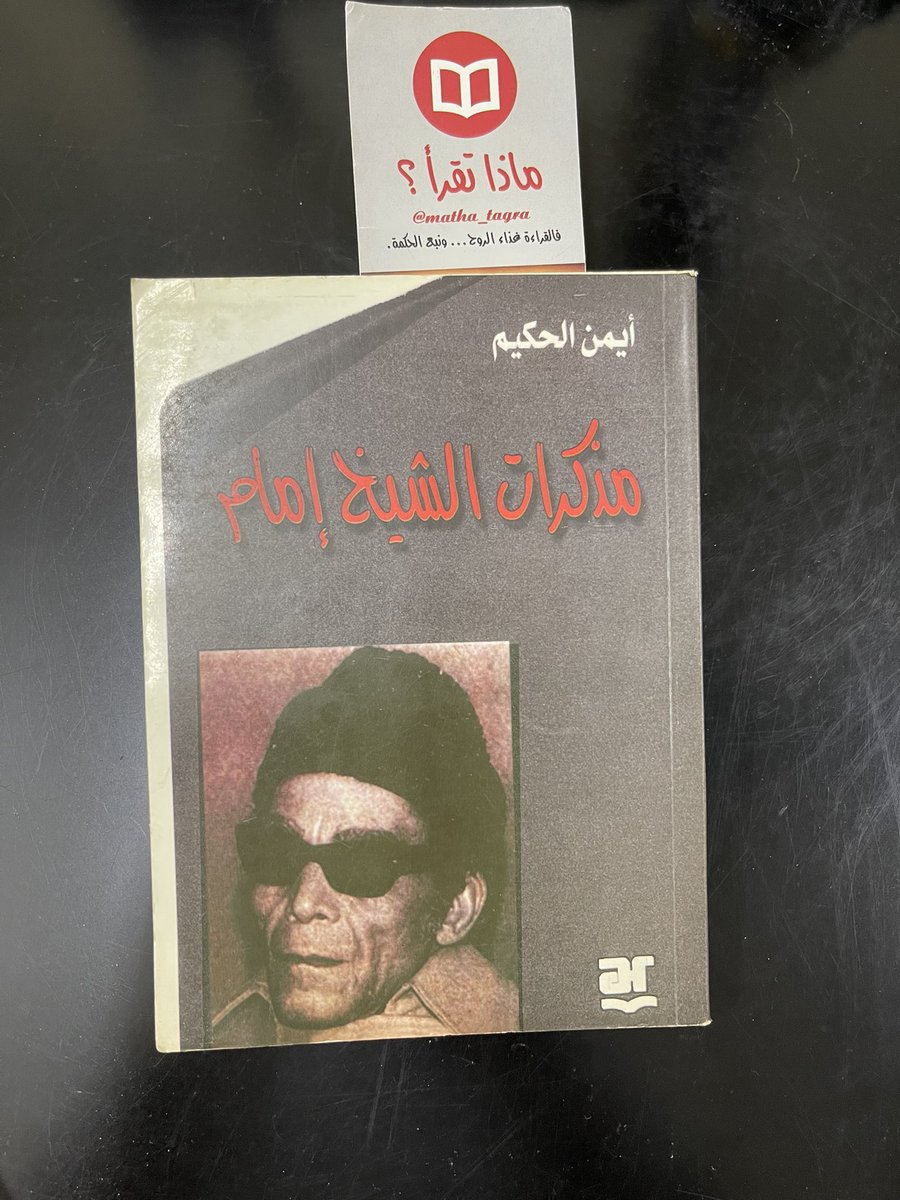 ماذا تقرأ ؟
@matha_tagra
فالقراءة غذاء الروح... ونبع الحكمة.
أيمن الحكيم
مذكرات الشيخ إمام